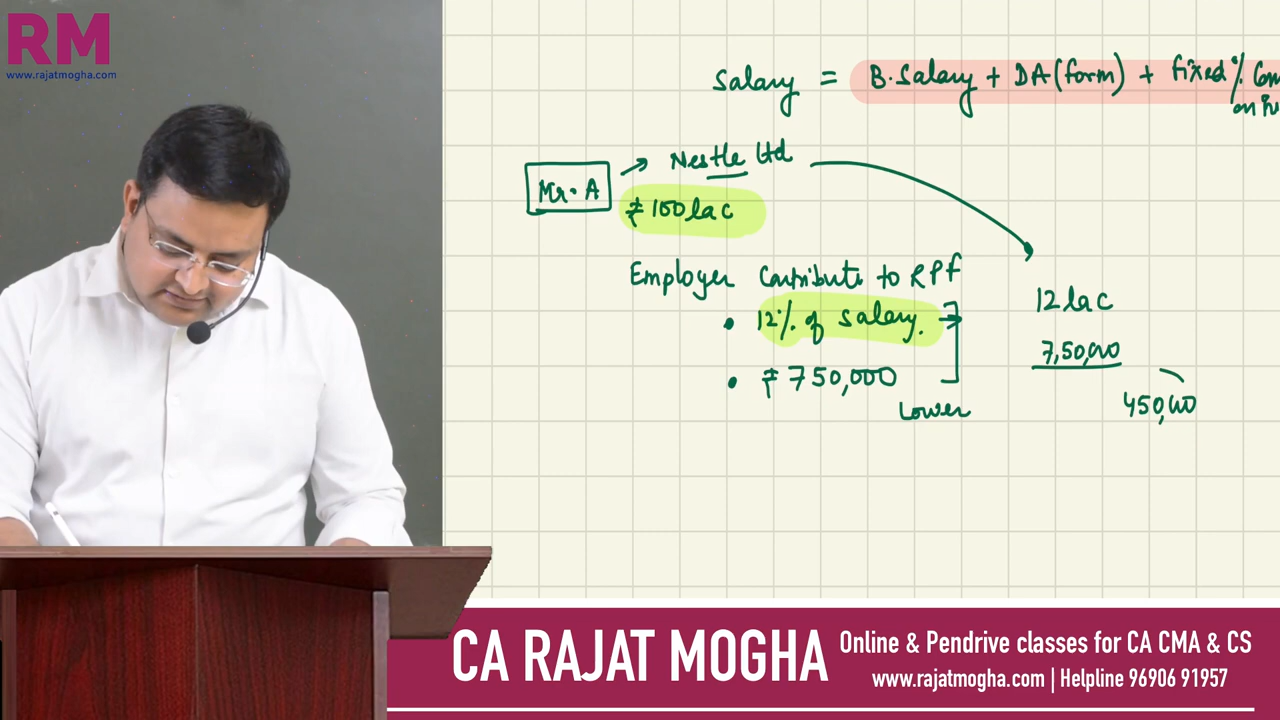 RM
www.rajatmogha.com
Salary = B.Salary + DA (form) + fixed % Com
on
Mr. A → Nestle Ltd
₹ 100 lac
Employer Contribute to RPF
• 12% of salary.
• ₹ 750,000
Lower
12 lac
7,50,000
450,000
CA RAJAT MOGHA
Online & Pendrive classes for CA CMA & CS
www.rajatmogha.com | Helpline 96906 91957